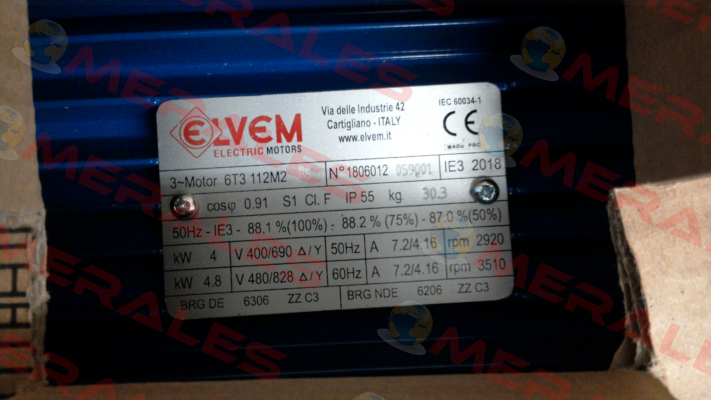 ELVEM
ELECTRIC MOTORS
Via delle Industrie 42
Cartigliano - ITALY
www.elvem.it
IEC 60034-1
CE
MADE PRC
3~Motor 6T3 112M2 N° 1806012 059001 IE3 2018
cosφ 0.91 S1 Cl. F IP 55 kg 30.3
50Hz - IE3 - 88.1 %(100%) - 88.2 % (75%) - 87.0 %(50%)
kW 4 V 400/690 Δ / Y 50Hz A 7.2/4.16 rpm 2920
kW 4.8 V 480/828 Δ / Y 60Hz A 7.2/4.16 rpm 3510
BRG DE 6306 ZZ C3 BRG NDE 6206 ZZ C3
MERALES